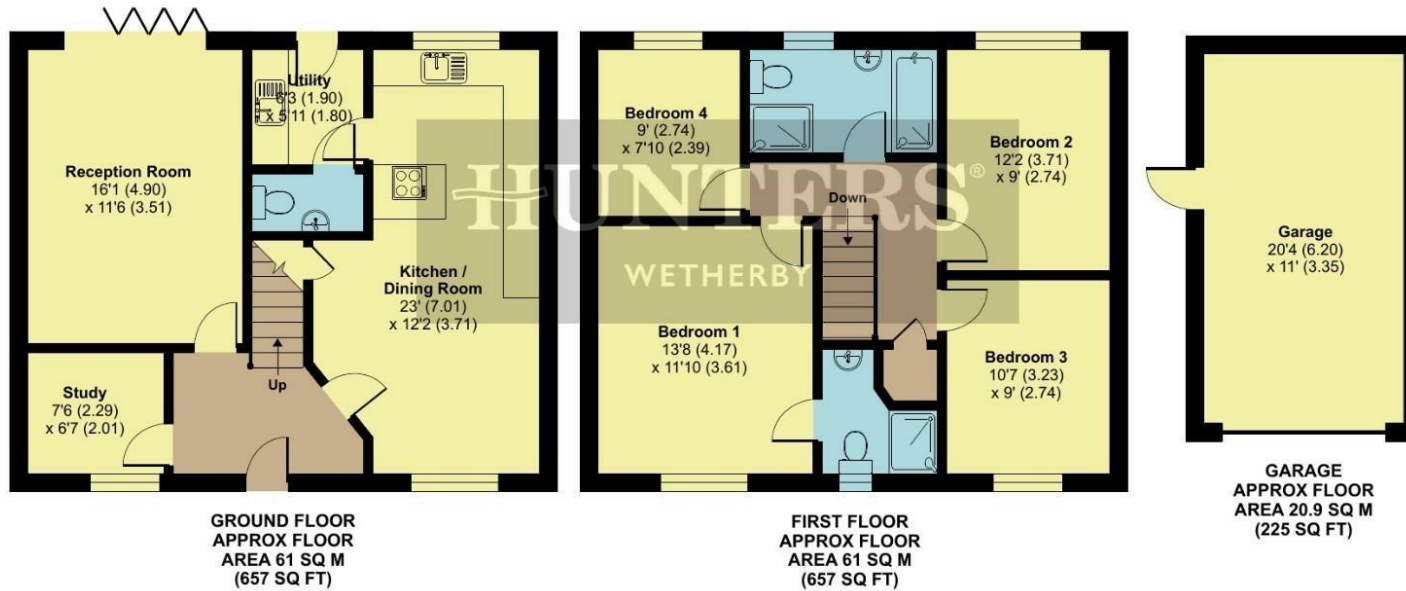 Reception Room
16'1 (4.90)
x 11'6 (3.51)
Utility
6'3 (1.90)
x 5'11 (1.80)
Kitchen /
Dining Room
23' (7.01)
x 12'2 (3.71)
Study
7'6 (2.29)
x 6'7 (2.01)
Up
GROUND FLOOR
APPROX FLOOR
AREA 61 SQ M
(657 SQ FT)
Bedroom 4
9' (2.74)
x 7'10 (2.39)
Bedroom 2
12'2 (3.71)
x 9' (2.74)
Down
HUNTERS®
WETHERBY
Bedroom 1
13'8 (4.17)
x 11'10 (3.61)
Bedroom 3
10'7 (3.23)
x 9' (2.74)
FIRST FLOOR
APPROX FLOOR
AREA 61 SQ M
(657 SQ FT)
Garage
20'4 (6.20)
x 11' (3.35)
GARAGE
APPROX FLOOR
AREA 20.9 SQ M
(225 SQ FT)